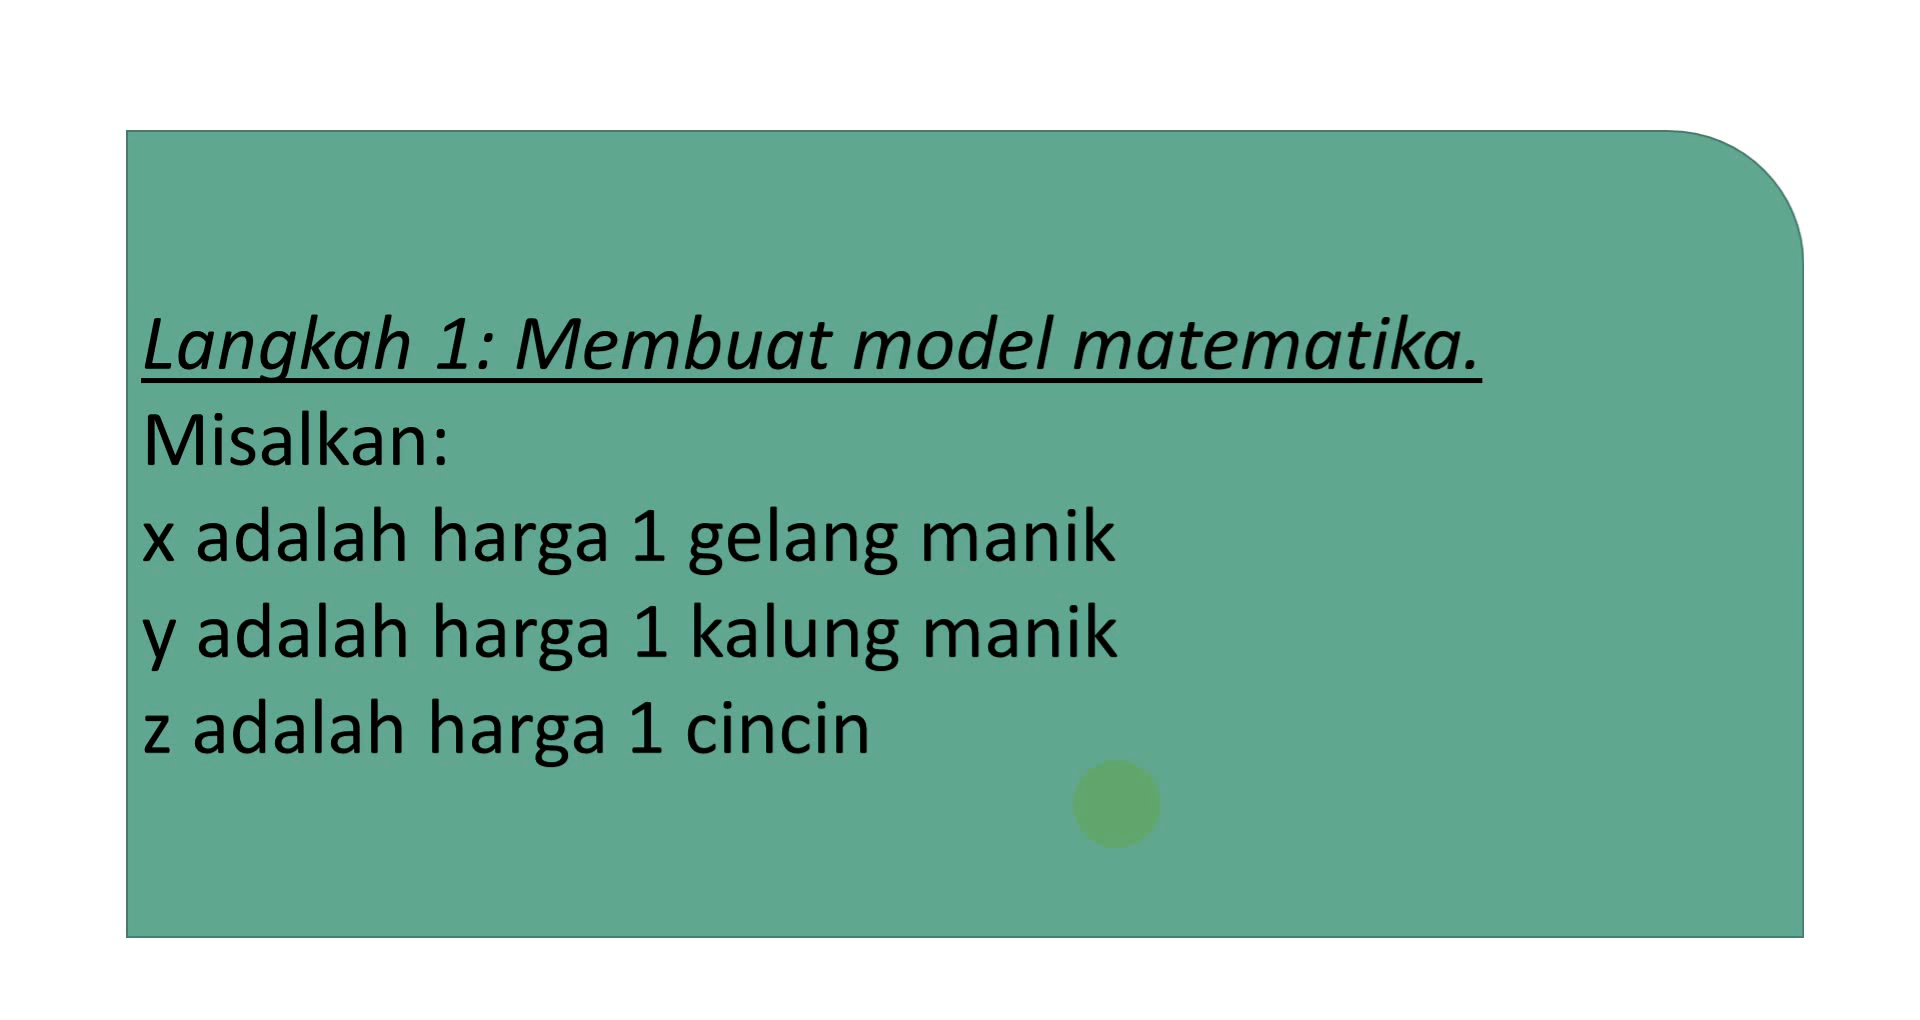 Langkah 1: Membuat model matematika.
Misalkan:
x adalah harga 1 gelang manik
y adalah harga 1 kalung manik
z adalah harga 1 cincin